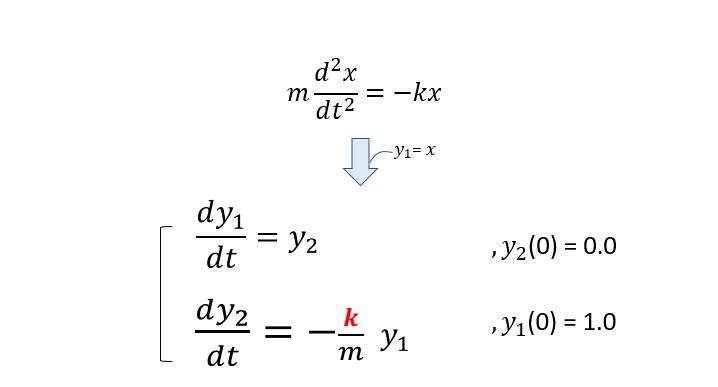 m d²x/dt² = −kx
y₁= x
dy₁/dt = y₂ , y₂(0) = 0.0
dy₂/dt = − k/m y₁ , y₁(0) = 1.0